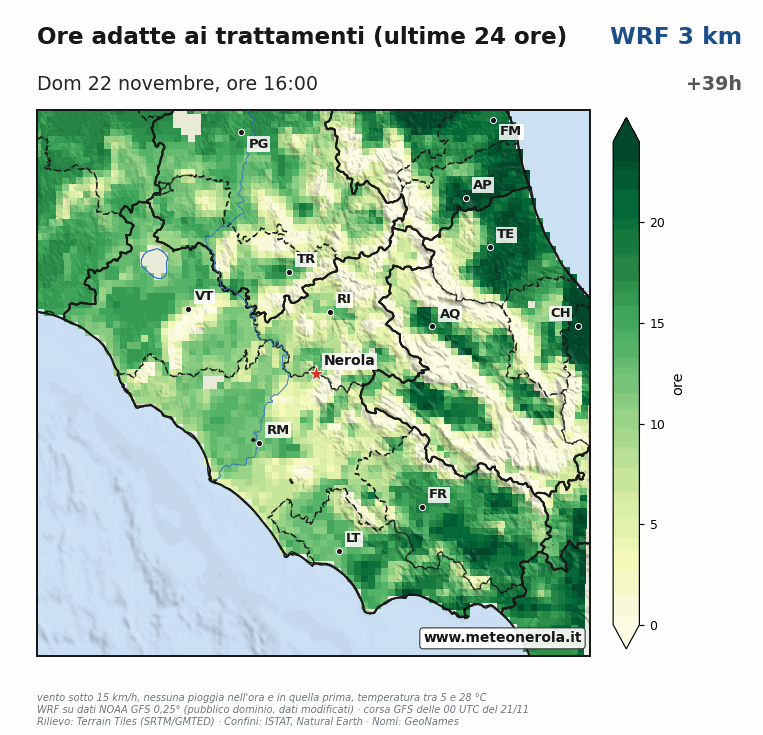 Ore adatte ai trattamenti (ultime 24 ore)
WRF 3 km
Dom 22 novembre, ore 16:00
+39h
FM
PG
AP
TE
TR
VT
RI
AQ
CH
Nerola
RM
FR
LT
www.meteonerola.it
20
15
10
5
0
ore
vento sotto 15 km/h, nessuna pioggia nell'ora e in quella prima, temperatura tra 5 e 28 °C
WRF su dati NOAA GFS 0,25° (pubblico dominio, dati modificati) · corsa GFS delle 00 UTC del 21/11
Rilievo: Terrain Tiles (SRTM/GMTED) · Confini: ISTAT, Natural Earth · Nomi: GeoNames